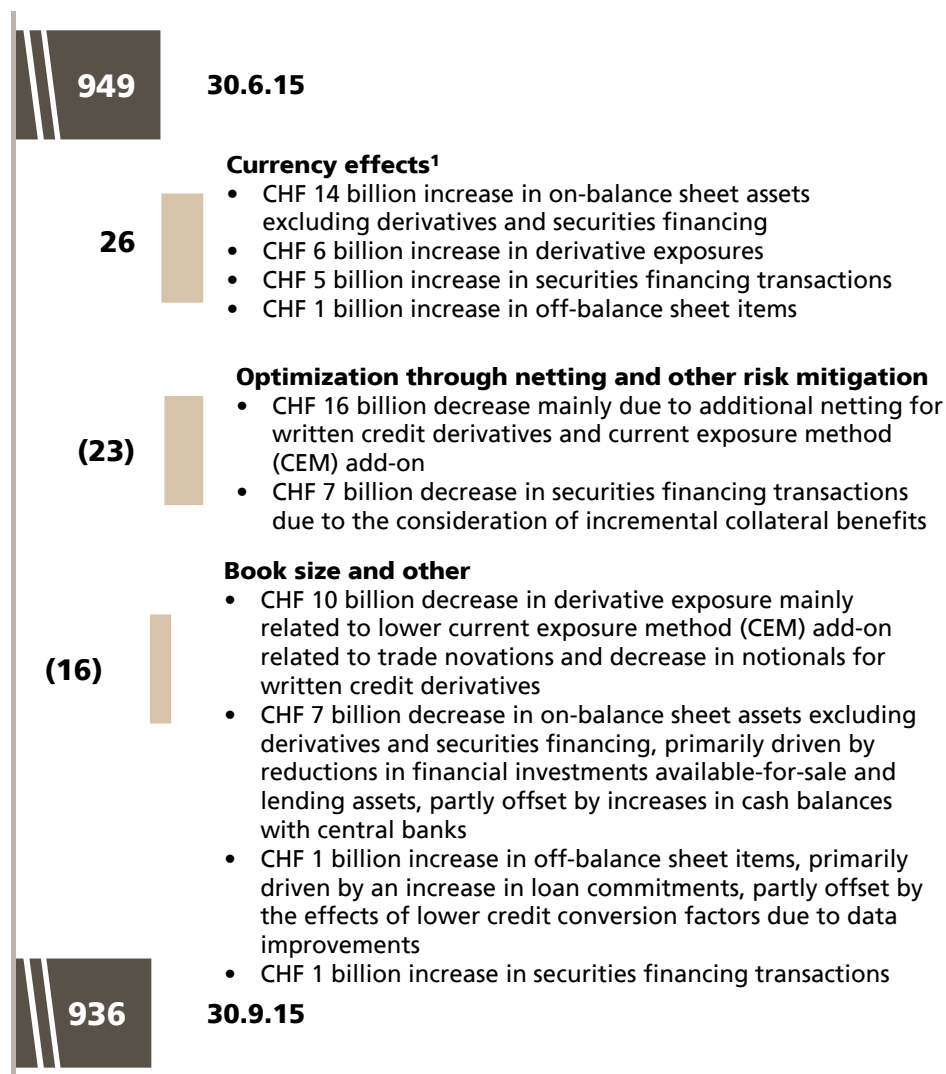 949
30.6.15
Currency effects¹
• CHF 14 billion increase in on-balance sheet assets
excluding derivatives and securities financing
26
• CHF 6 billion increase in derivative exposures
• CHF 5 billion increase in securities financing transactions
• CHF 1 billion increase in off-balance sheet items
Optimization through netting and other risk mitigation
• CHF 16 billion decrease mainly due to additional netting for
written credit derivatives and current exposure method
(CEM) add-on
(23)
• CHF 7 billion decrease in securities financing transactions
due to the consideration of incremental collateral benefits
Book size and other
• CHF 10 billion decrease in derivative exposure mainly
related to lower current exposure method (CEM) add-on
related to trade novations and decrease in notionals for
written credit derivatives
(16)
• CHF 7 billion decrease in on-balance sheet assets excluding
derivatives and securities financing, primarily driven by
reductions in financial investments available-for-sale and
lending assets, partly offset by increases in cash balances
with central banks
• CHF 1 billion increase in off-balance sheet items, primarily
driven by an increase in loan commitments, partly offset by
the effects of lower credit conversion factors due to data
improvements
• CHF 1 billion increase in securities financing transactions
936
30.9.15